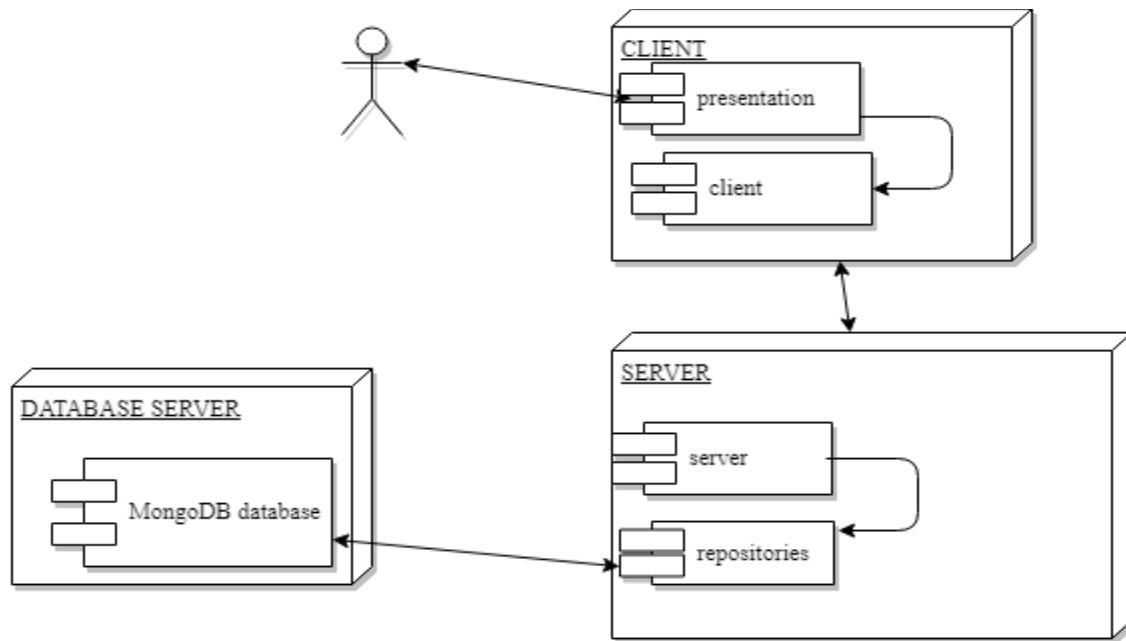 CLIENT
presentation
client
SERVER
server
repositories
DATABASE SERVER
MongoDB database